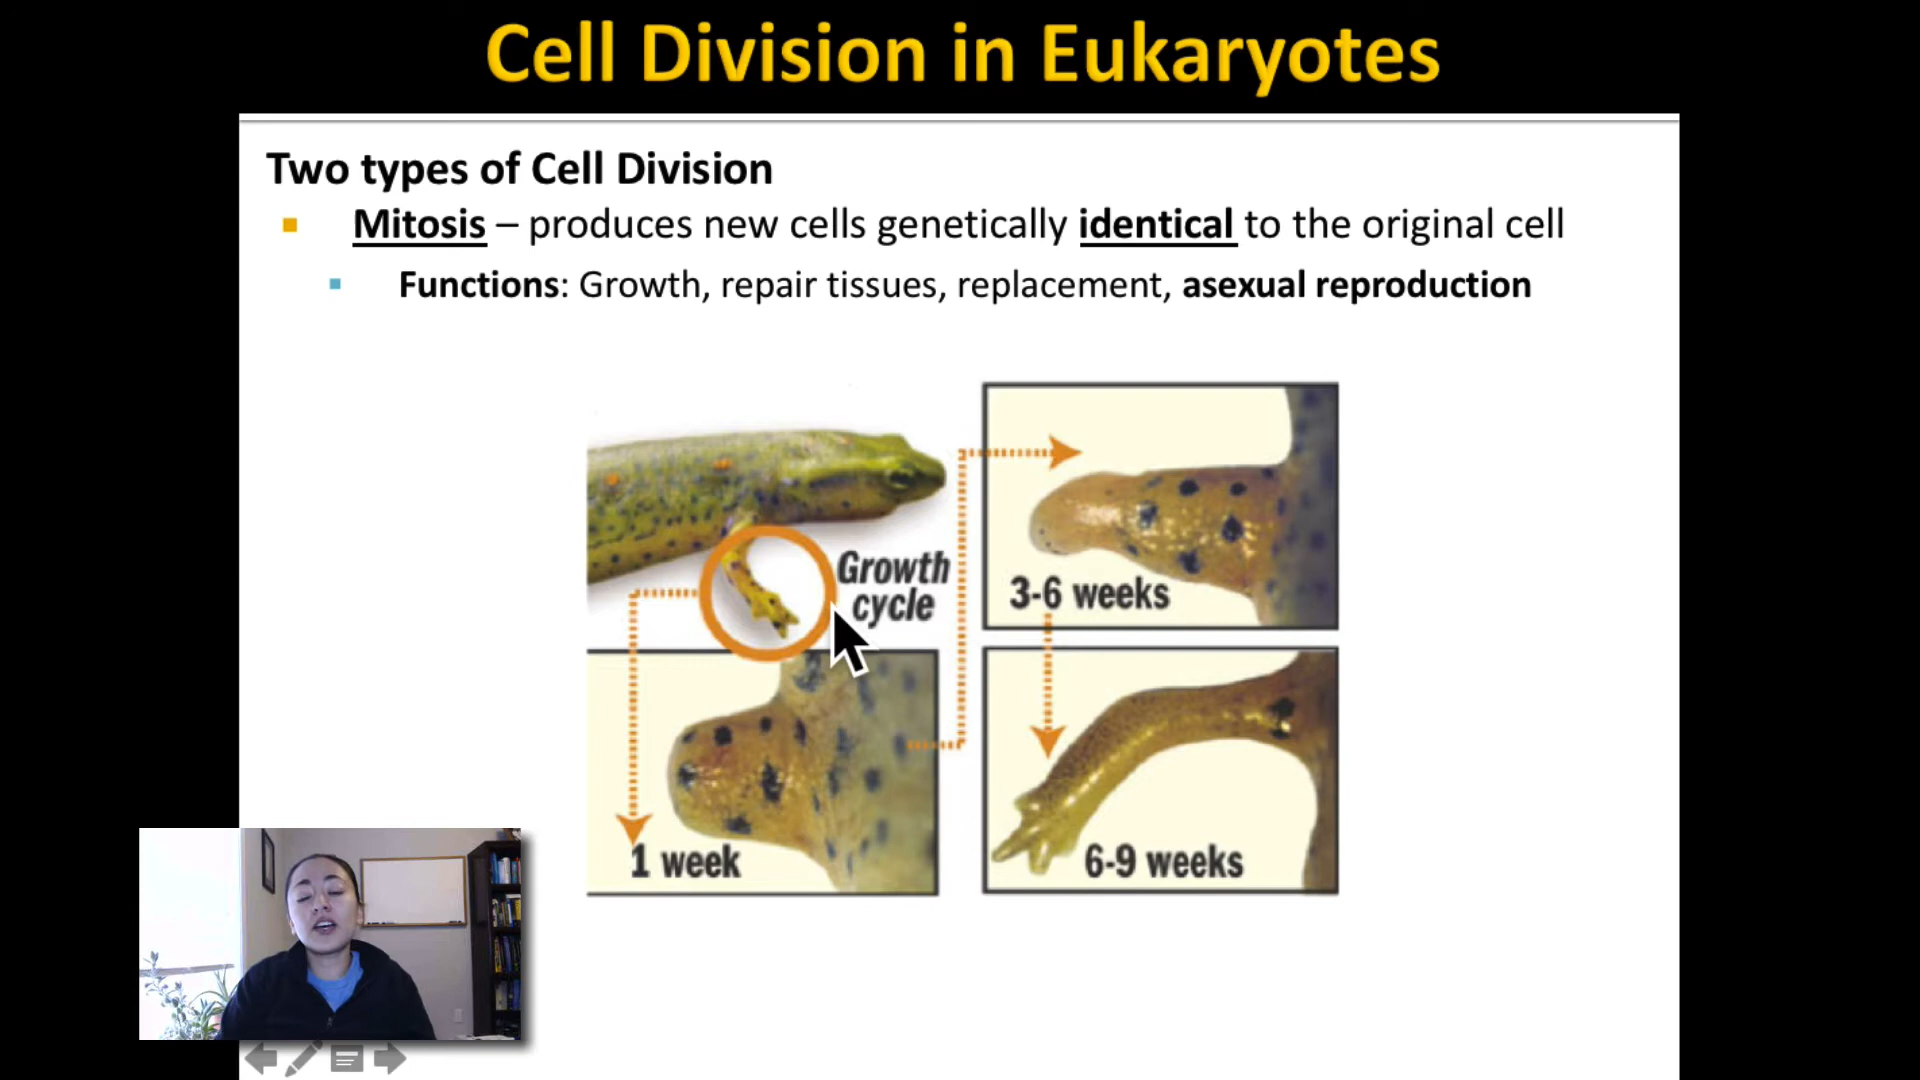 Cell Division in Eukaryotes
Two types of Cell Division
Mitosis – produces new cells genetically identical to the original cell
Functions: Growth, repair tissues, replacement, asexual reproduction
Growth
cycle
1 week
3-6 weeks
6-9 weeks